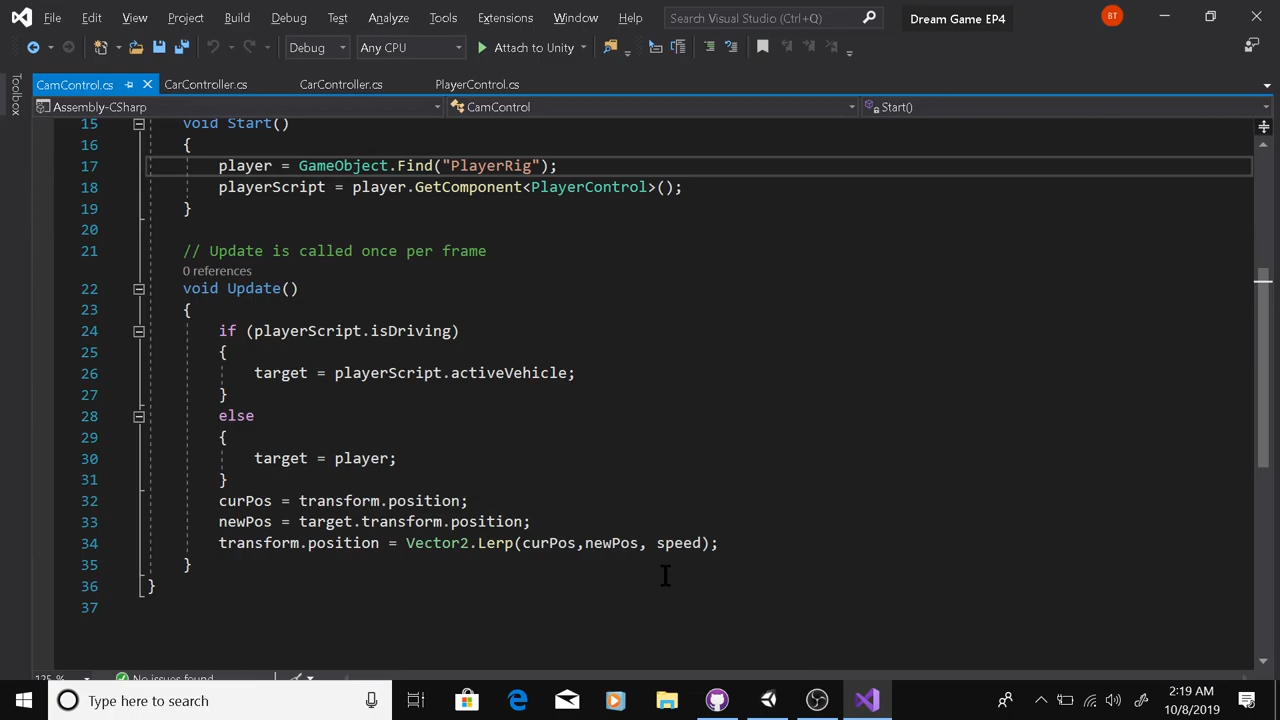 File Edit View Project Build Debug Test Analyze Tools Extensions Window Help Search Visual Studio (Ctrl+Q) Dream Game EP4 BT
Debug Any CPU Attach to Unity
Toolbox
CamControl.cs CarController.cs CarController.cs PlayerControl.cs
Assembly-CSharp CamControl Start()
15 void Start()
16 {
17 player = GameObject.Find("PlayerRig");
18 playerScript = player.GetComponent<PlayerControl>();
19 }
20
21 // Update is called once per frame
0 references
22 void Update()
23 {
24 if (playerScript.isDriving)
25 {
26 target = playerScript.activeVehicle;
27 }
28 else
29 {
30 target = player;
31 }
32 curPos = transform.position;
33 newPos = target.transform.position;
34 transform.position = Vector2.Lerp(curPos,newPos, speed);
35 }
36 }
37
125 % No issues found
Type here to search 2:19 AM
10/8/2019